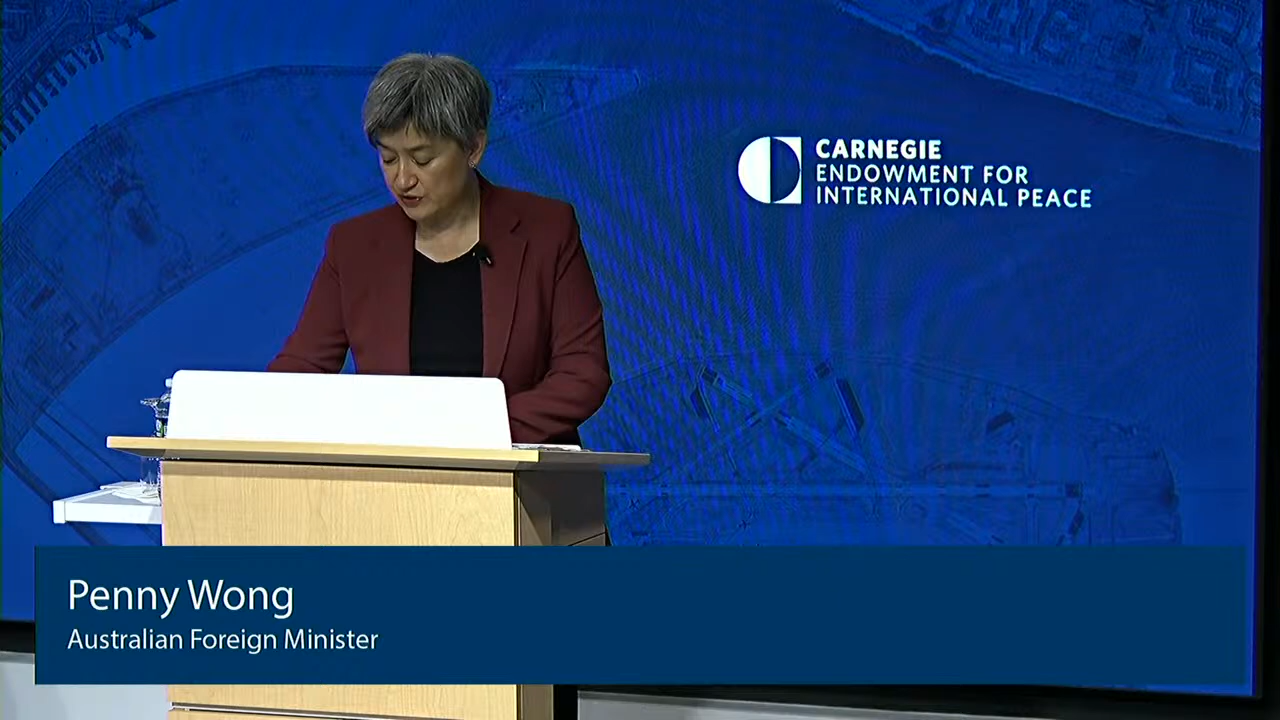 CARNEGIE
ENDOWMENT FOR
INTERNATIONAL PEACE
Penny Wong
Australian Foreign Minister